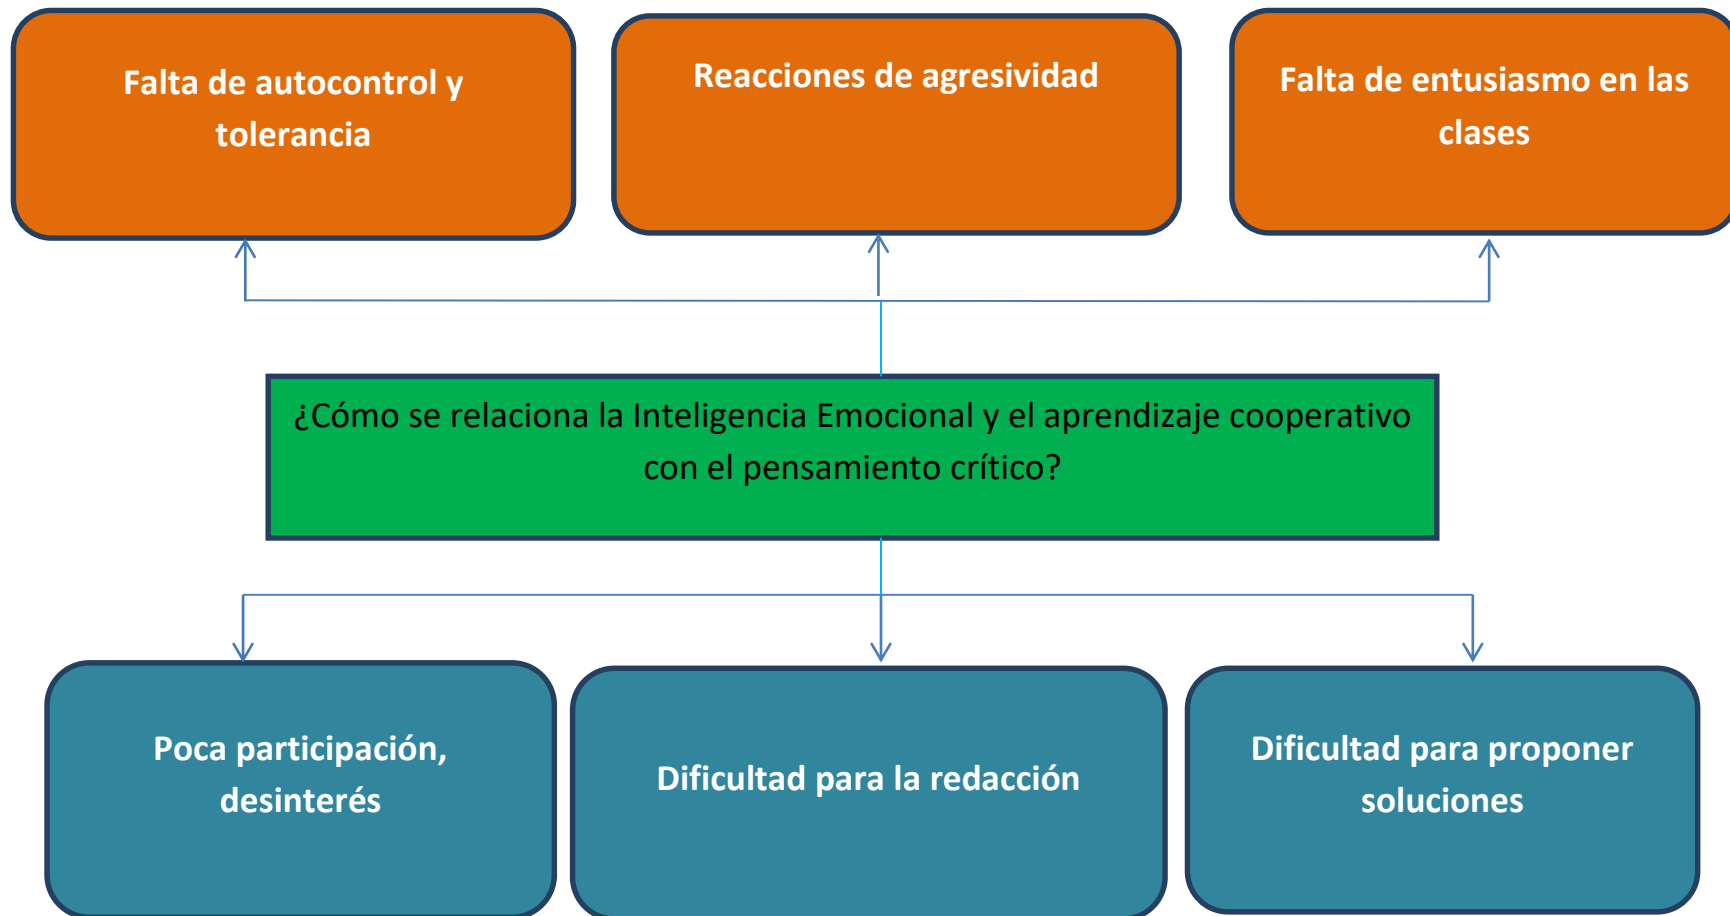 Falta de autocontrol y
tolerancia
Reacciones de agresividad
Falta de entusiasmo en las
clases
¿Cómo se relaciona la Inteligencia Emocional y el aprendizaje cooperativo
con el pensamiento crítico?
Poca participación,
desinterés
Dificultad para la redacción
Dificultad para proponer
soluciones